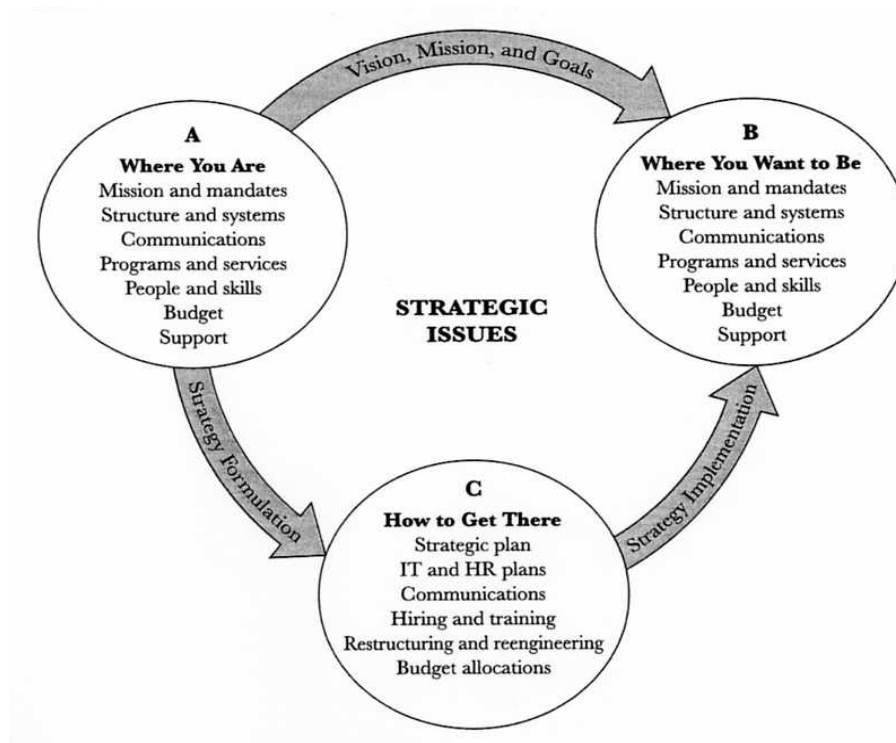 Vision, Mission, and Goals
A
Where You Are
Mission and mandates
Structure and systems
Communications
Programs and services
People and skills
Budget
Support
B
Where You Want to Be
Mission and mandates
Structure and systems
Communications
Programs and services
People and skills
Budget
Support
STRATEGIC
ISSUES
Strategy Formulation
Strategy Implementation
C
How to Get There
Strategic plan
IT and HR plans
Communications
Hiring and training
Restructuring and reengineering
Budget allocations